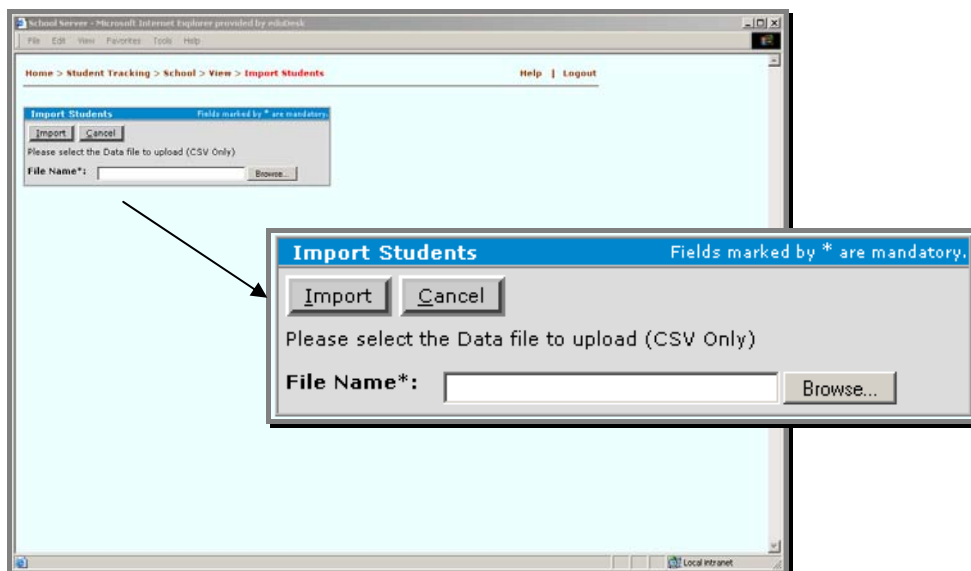 School Server - Microsoft Internet Explorer provided by eduDesk
File Edit View Favorites Tools Help
Home > Student Tracking > School > View > Import Students Help | Logout
Import Students Fields marked by * are mandatory.
Import Cancel
Please select the Data file to upload (CSV Only)
File Name*: Browse...
Import Students Fields marked by * are mandatory.
Import Cancel
Please select the Data file to upload (CSV Only)
File Name*: Browse...
Local intranet